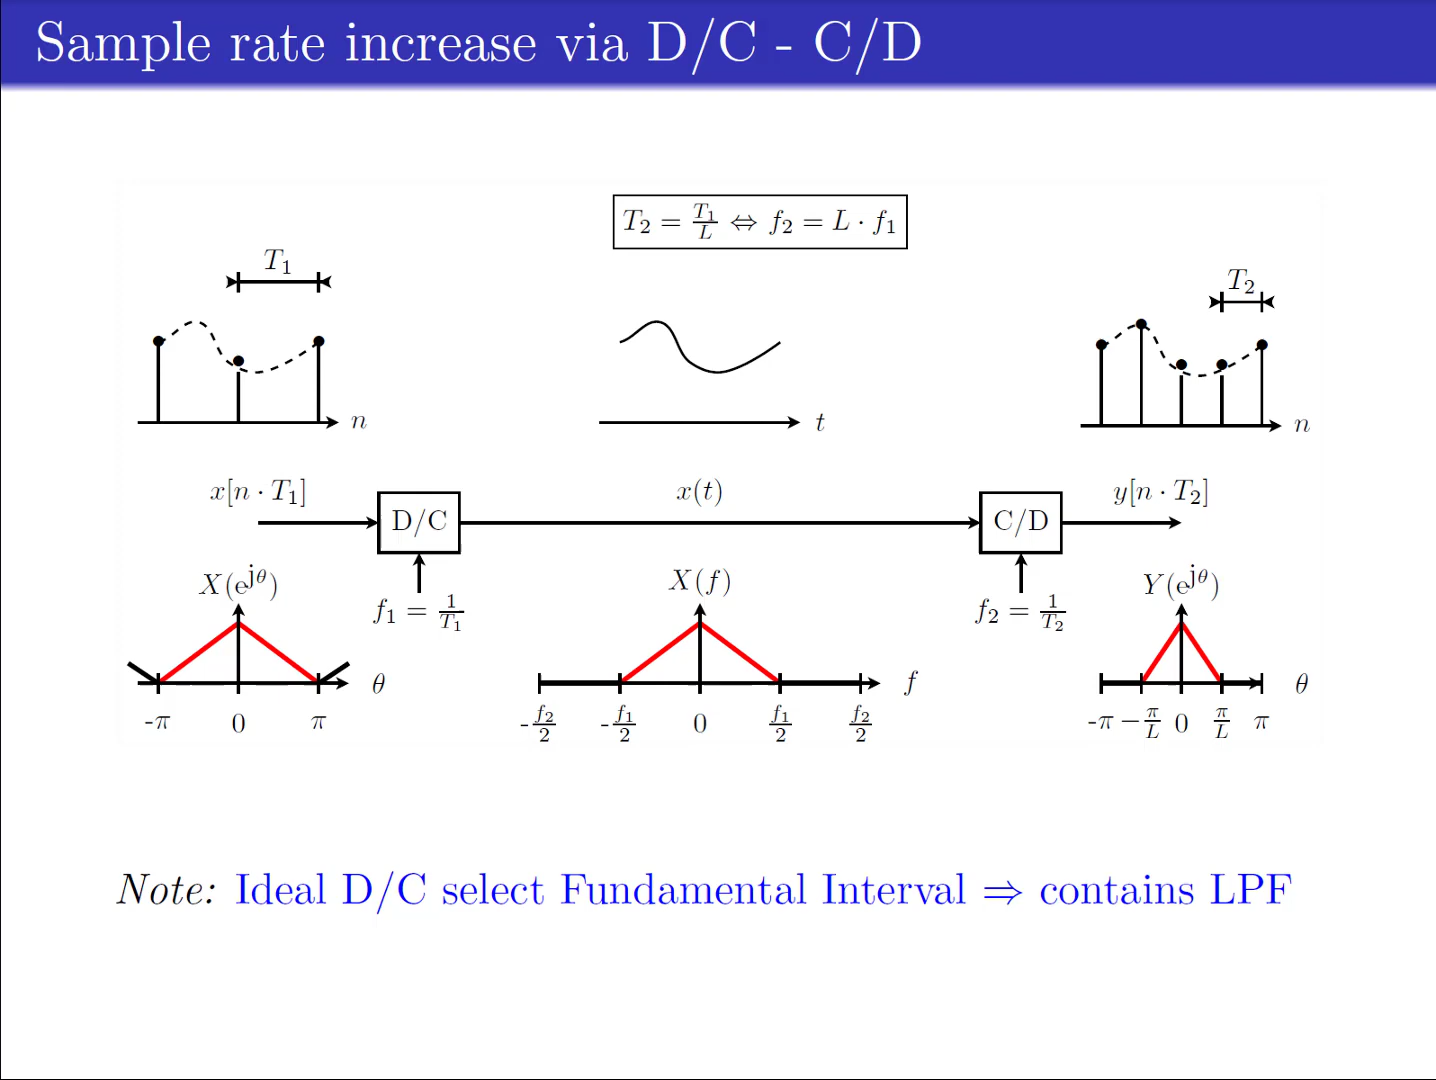 Sample rate increase via D/C - C/D
T₂ = T₁/L ⇔ f₂ = L · f₁
T₁
T₂
n
t
n
x[n · T₁]
x(t)
y[n · T₂]
D/C
C/D
X(e^jθ)
f₁ = 1/T₁
X(f)
f₂ = 1/T₂
Y(e^jθ)
θ
f
θ
-π 0 π
-f₂/2 -f₁/2 0 f₁/2 f₂/2
-π −π/L 0 π/L π
Note: Ideal D/C select Fundamental Interval ⇒ contains LPF